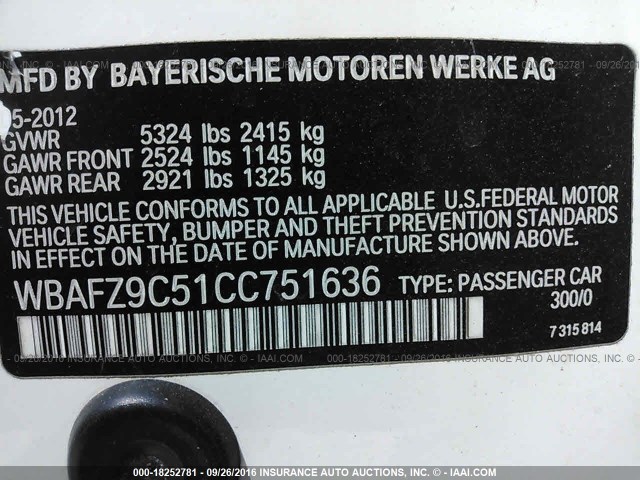 MFD BY BAYERISCHE MOTOREN WERKE AG
05-2012
GVWR 5324 lbs 2415 kg
GAWR FRONT 2524 lbs 1145 kg
GAWR REAR 2921 lbs 1325 kg
THIS VEHICLE CONFORMS TO ALL APPLICABLE U.S.FEDERAL MOTOR
VEHICLE SAFETY, BUMPER AND THEFT PREVENTION STANDARDS
IN EFFECT ON THE DATE OF MANUFACTURE SHOWN ABOVE.
WBAFZ9C51CC751636 TYPE: PASSENGER CAR
300/0
7 315 814
000-18252781 - 09/26/2016 INSURANCE AUTO AUCTIONS, INC. - IAAI.COM